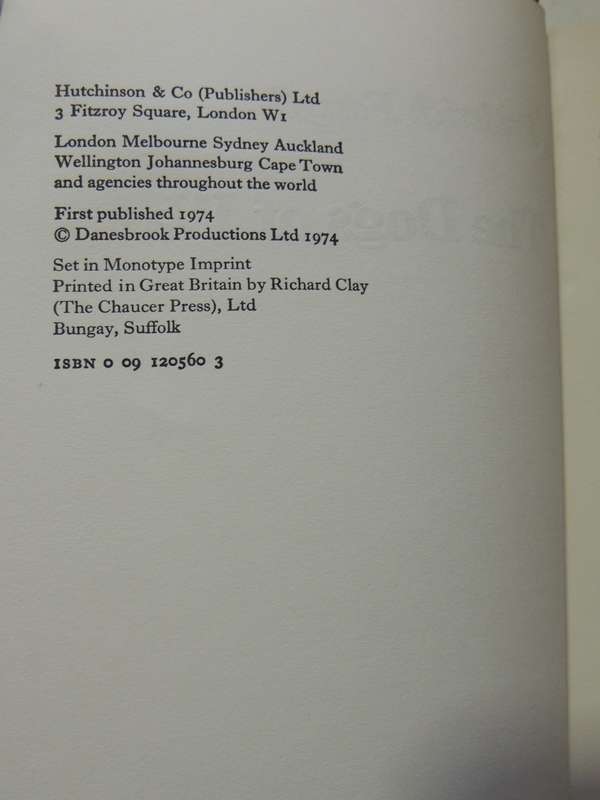 Hutchinson & Co (Publishers) Ltd
3 Fitzroy Square, London W1
London Melbourne Sydney Auckland
Wellington Johannesburg Cape Town
and agencies throughout the world
First published 1974
© Danesbrook Productions Ltd 1974
Set in Monotype Imprint
Printed in Great Britain by Richard Clay
(The Chaucer Press), Ltd
Bungay, Suffolk
ISBN 0 09 120560 3